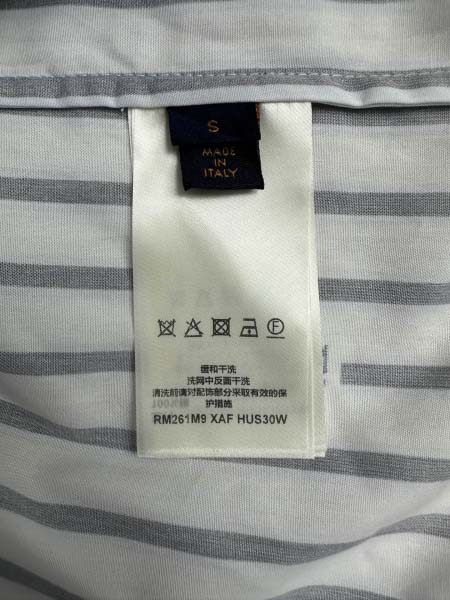 S
MADE
IN
ITALY
F
缓和干洗
洗网中反面干洗
清洗前请对配饰部分采取有效的保
护措施
RM261M9 XAF HUS30W